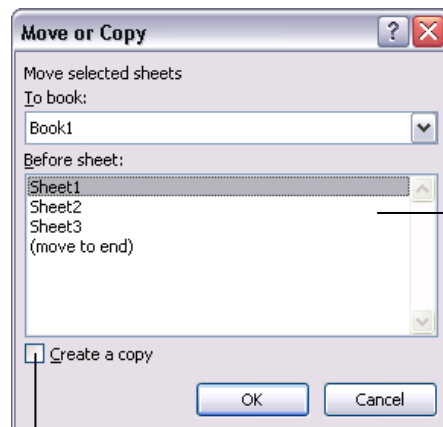 Move or Copy
Move selected sheets
To book:
Book1
Before sheet:
Sheet1
Sheet2
Sheet3
(move to end)
Create a copy
OK Cancel